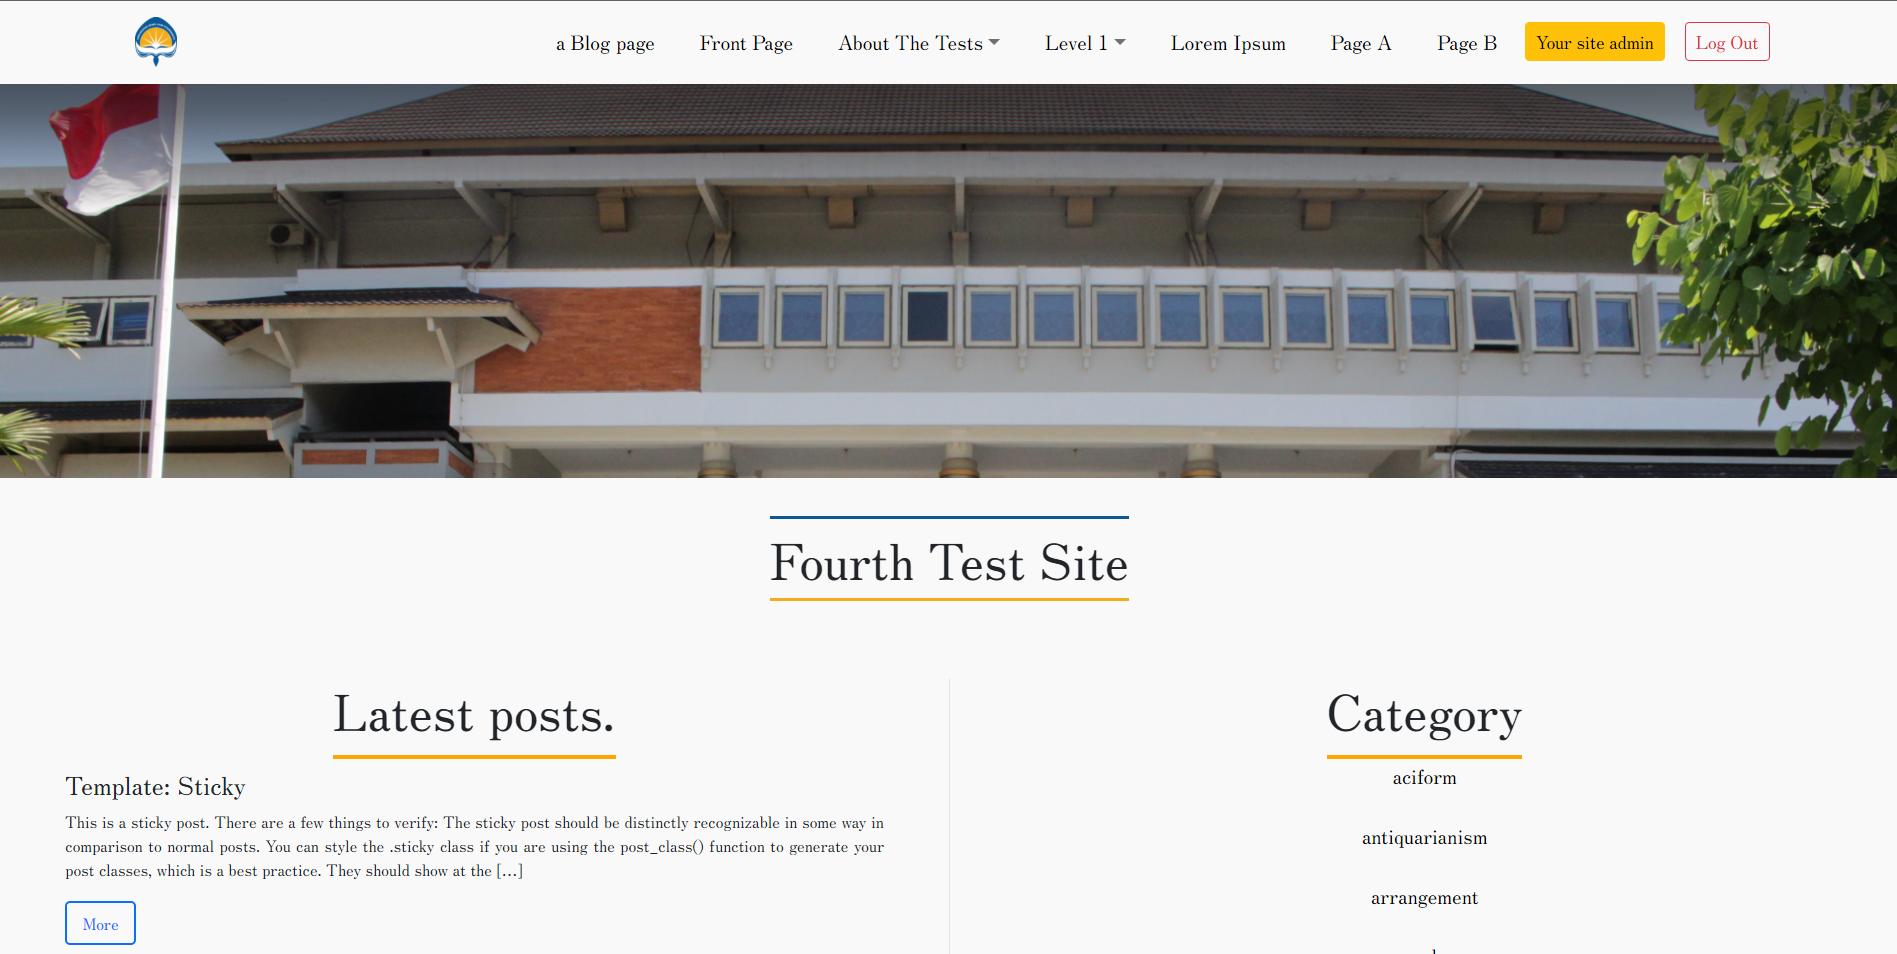 a Blog page
Front Page
About The Tests
Level 1
Lorem Ipsum
Page A
Page B
Your site admin
Log Out
Fourth Test Site
Latest posts.
Template: Sticky
This is a sticky post. There are a few things to verify: The sticky post should be distinctly recognizable in some way in
comparison to normal posts. You can style the .sticky class if you are using the post_class() function to generate your
post classes, which is a best practice. They should show at the […]
More
Category
aciform
antiquarianism
arrangement